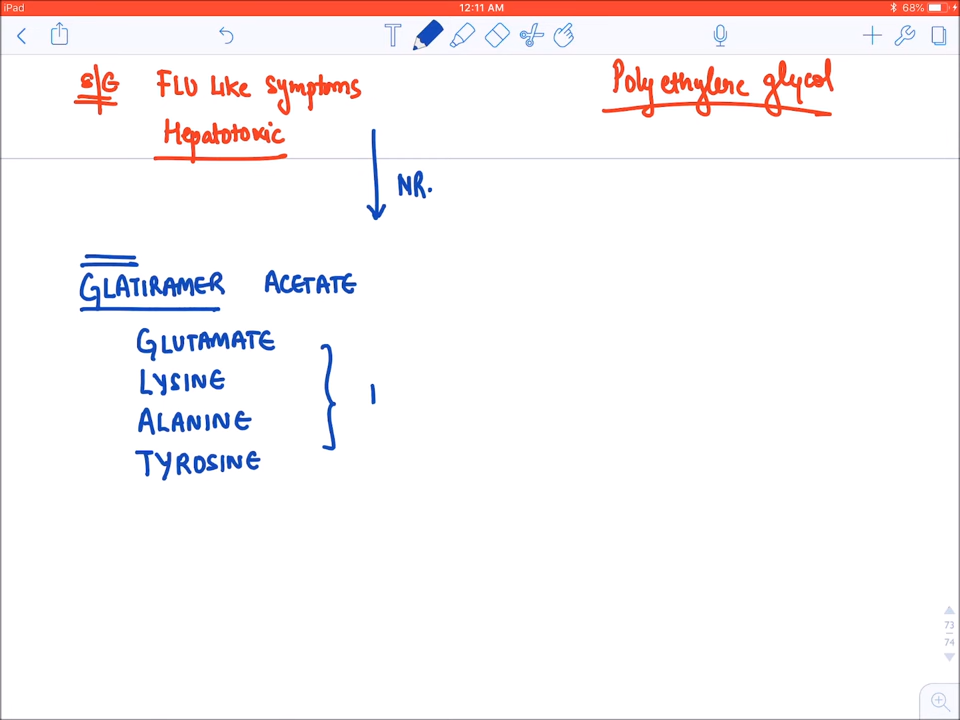 iPad 12:11 AM 68%
T
S/G FLU Like Symptoms Polyethylene glycol
Hepatotoxic
NR.
GLATIRAMER ACETATE
GLUTAMATE
LYSINE
ALANINE
TYROSINE
73
74